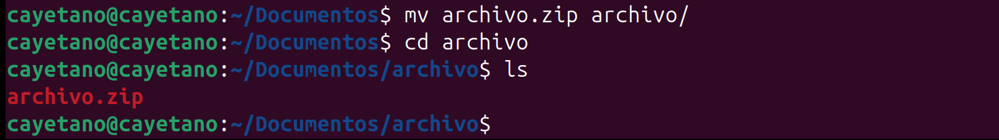 cayetano@cayetano:~/Documentos$ mv archivo.zip archivo/
cayetano@cayetano:~/Documentos$ cd archivo
cayetano@cayetano:~/Documentos/archivo$ ls
archivo.zip
cayetano@cayetano:~/Documentos/archivo$